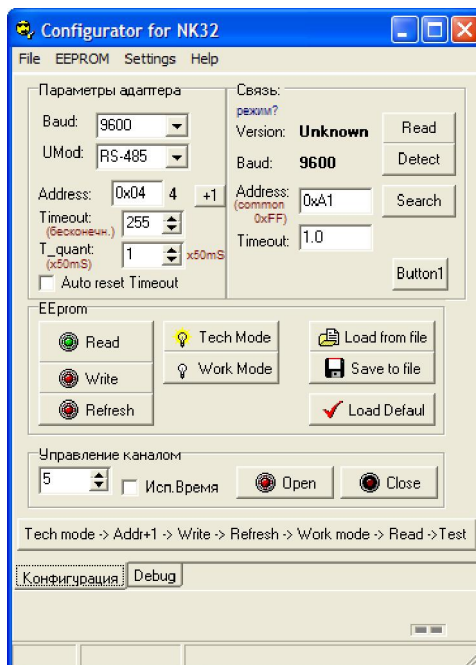 Configurator for NK32
File EEPROM Settings Help
Параметры адаптера
Baud: 9600
UMod: RS-485
Address: 0x04 4 +1
Timeout: 255
(бесконечн.)
T_quant: 1 x50mS
(x50mS)
Auto reset Timeout
Связь:
режим?
Version: Unknown Read
Baud: 9600 Detect
Address: 0xA1 Search
(common
0xFF)
Timeout: 1.0
Button1
EEprom
Read Tech Mode Load from file
Write Work Mode Save to file
Refresh Load Defaul
Управление каналом
5 Исп.Время Open Close
Tech mode -> Addr+1 -> Write -> Refresh -> Work mode -> Read ->Test
Конфигурация Debug